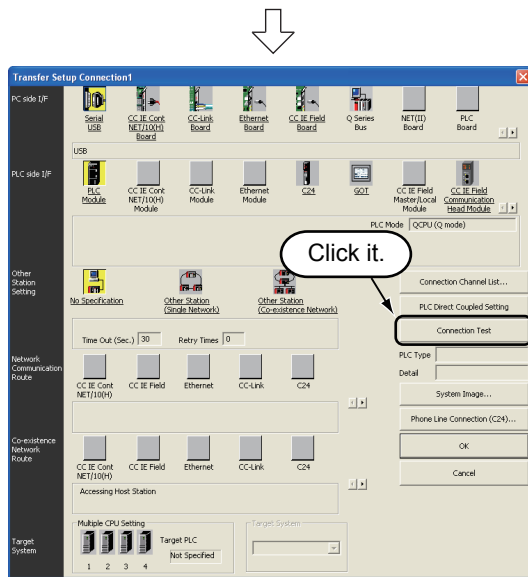 Transfer Setup Connection1
PC side I/F
Serial
USB
CC IE Cont
NET/10(H)
Board
CC-Link
Board
Ethernet
Board
CC IE Field
Board
Q Series
Bus
NET(II)
Board
PLC
Board
USB
PLC side I/F
PLC
Module
CC IE Cont
NET/10(H)
Module
CC-Link
Module
Ethernet
Module
C24
GOT
CC IE Field
Master/Local
Module
CC IE Field
Communication
Head Module
PLC Mode QCPU (Q mode)
Click it.
Other
Station
Setting
No Specification
Other Station
(Single Network)
Other Station
(Co-existence Network)
Time Out (Sec.) 30 Retry Times 0
Connection Channel List...
PLC Direct Coupled Setting
Connection Test
PLC Type
Detail
System Image...
Phone Line Connection (C24)...
OK
Cancel
Network
Communication
Route
CC IE Cont
NET/10(H)
CC IE Field
Ethernet
CC-Link
C24
Co-existence
Network
Route
CC IE Cont
NET/10(H)
CC IE Field
Ethernet
CC-Link
C24
Accessing Host Station
Target
System
Multiple CPU Setting
1 2 3 4
Target PLC
Not Specified
Target System